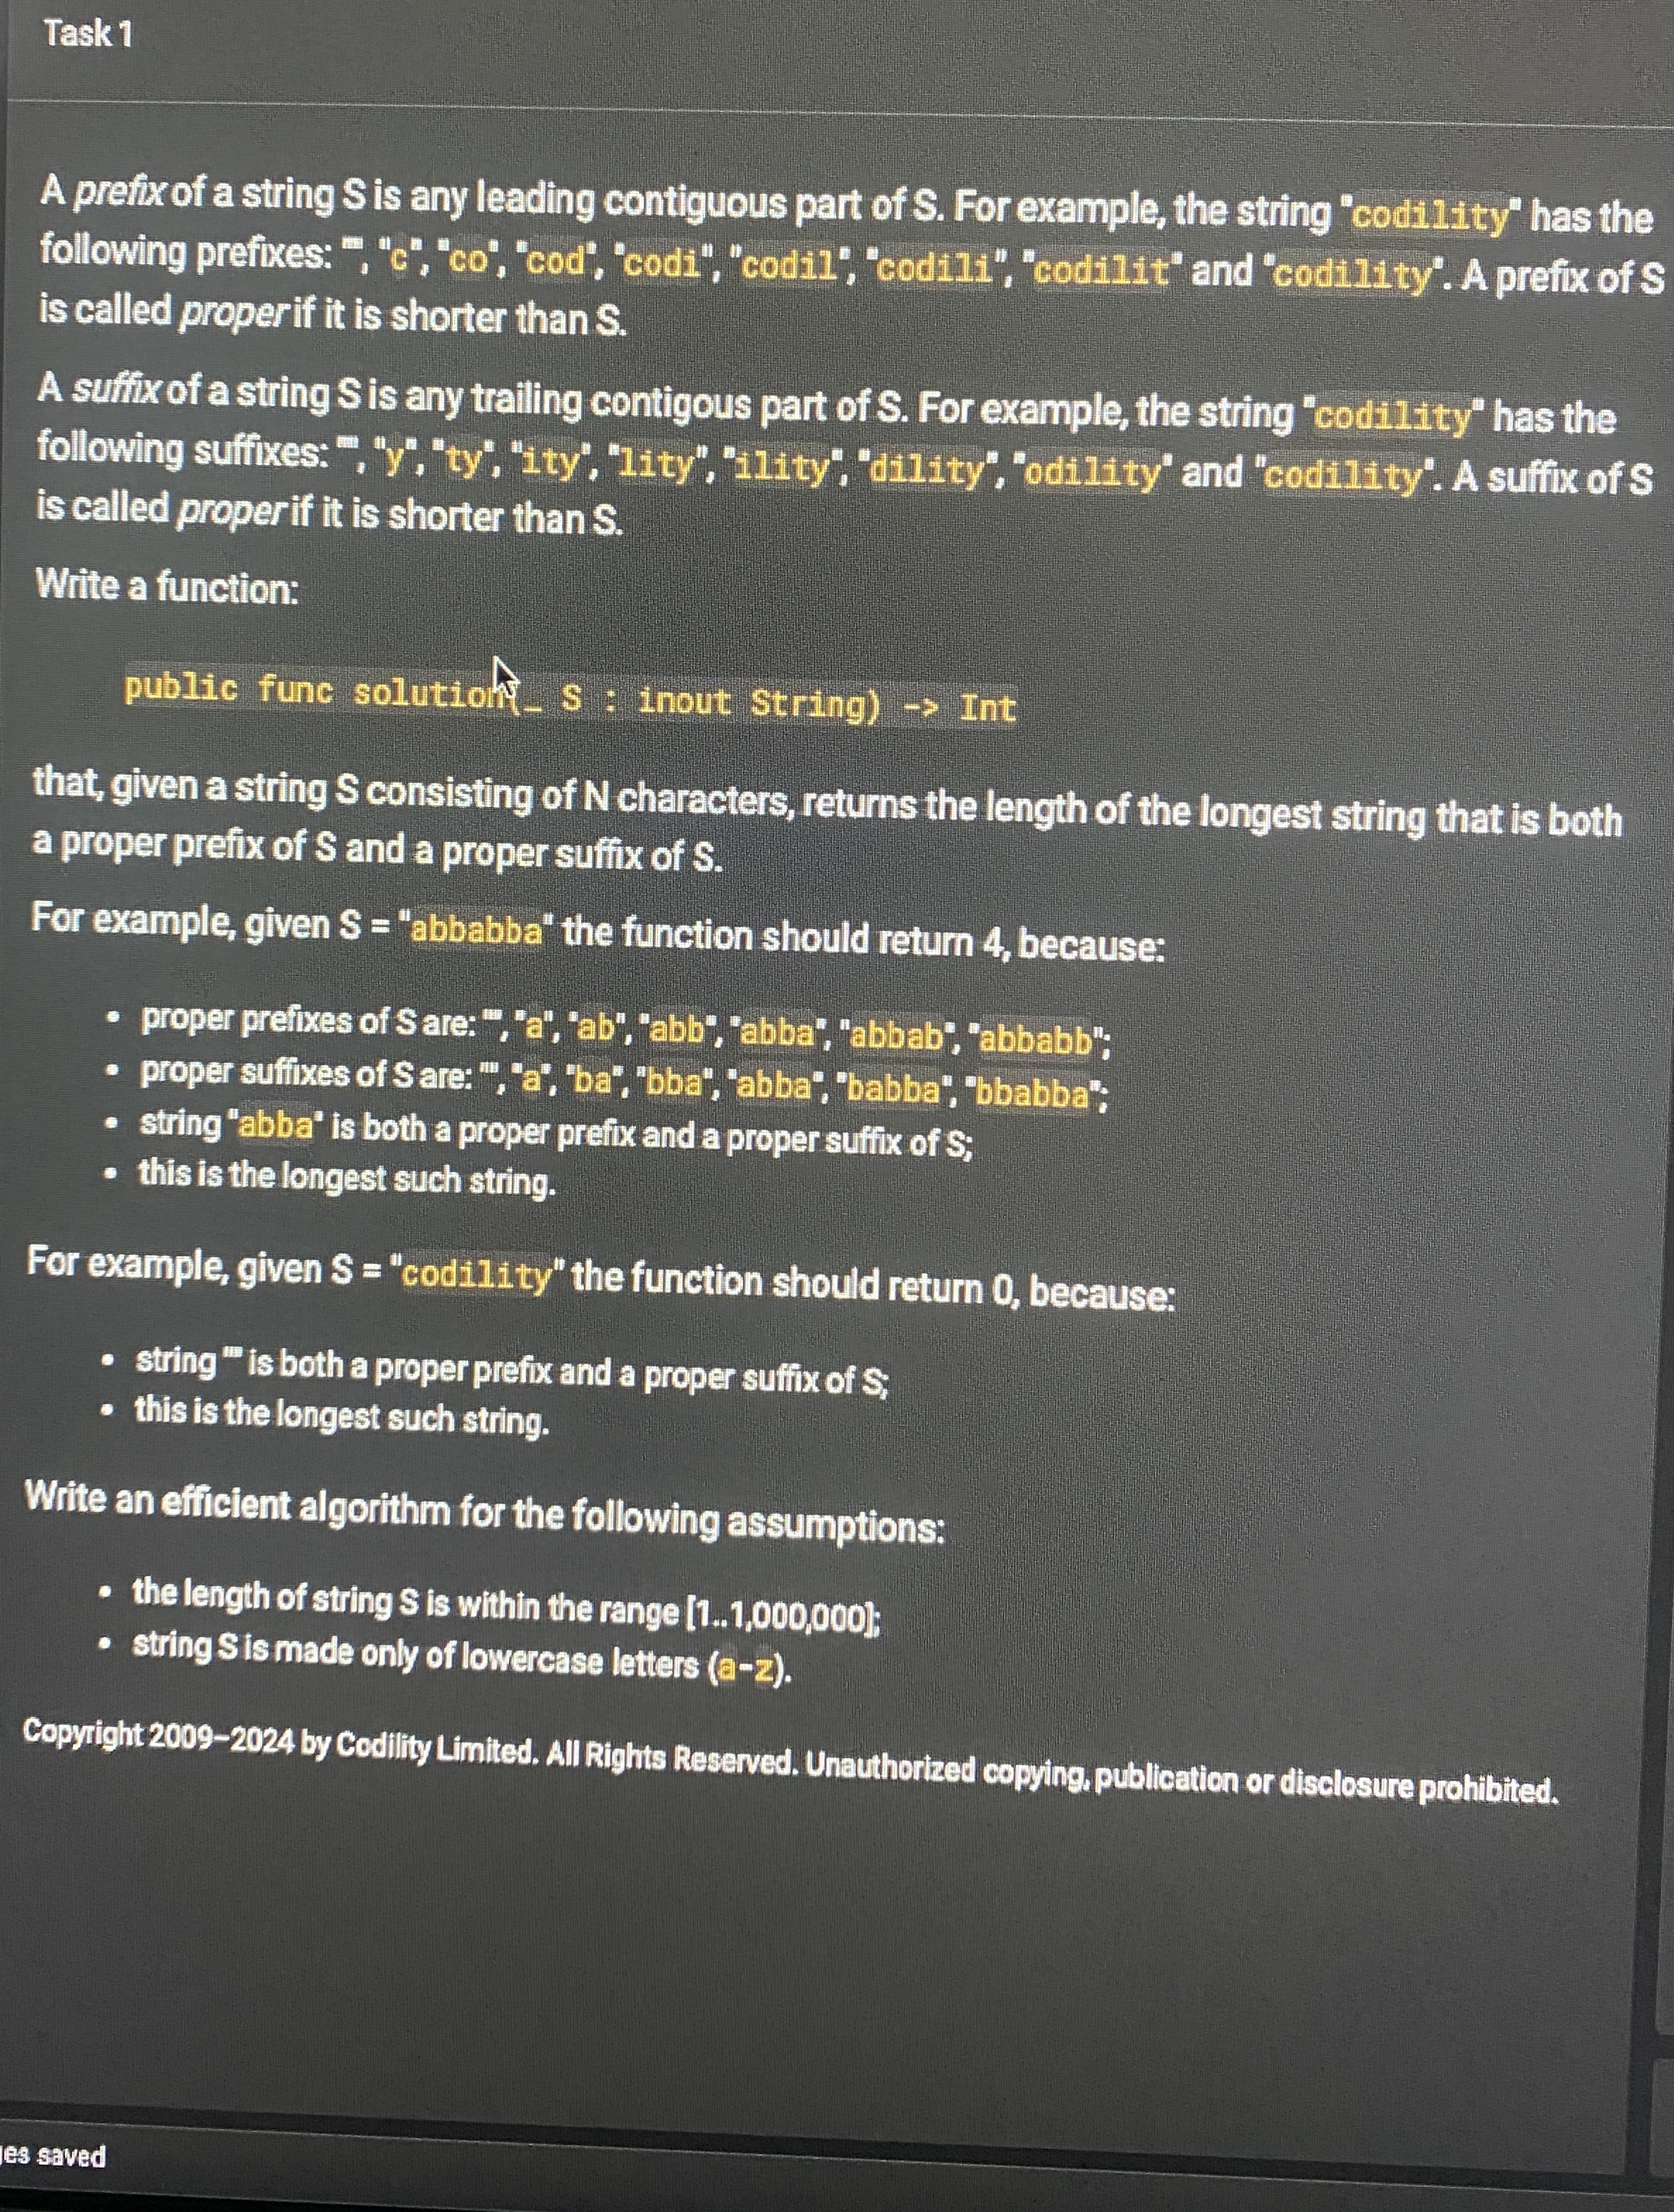 Task 1
A prefix of a string S is any leading contiguous part of S. For example, the string "codility" has the
following prefixes: "", "c", "co", "cod", "codi", "codil", "codili", "codilit" and "codility". A prefix of S
is called proper if it is shorter than S.
A suffix of a string S is any trailing contigous part of S. For example, the string "codility" has the
following suffixes: "", "y", "ty", "ity", "lity", "ility", "dility", "odility" and "codility". A suffix of S
is called proper if it is shorter than S.
Write a function:
public func solution(_ S : inout String) -> Int
that, given a string S consisting of N characters, returns the length of the longest string that is both
a proper prefix of S and a proper suffix of S.
For example, given S = "abbabba" the function should return 4, because:
• proper prefixes of S are: "", "a", "ab", "abb", "abba", "abbab", "abbabb";
• proper suffixes of S are: "", "a", "ba", "bba", "abba", "babba", "bbabba";
• string "abba" is both a proper prefix and a proper suffix of S;
• this is the longest such string.
For example, given S = "codility" the function should return 0, because:
• string "" is both a proper prefix and a proper suffix of S;
• this is the longest such string.
Write an efficient algorithm for the following assumptions:
• the length of string S is within the range [1..1,000,000];
• string S is made only of lowercase letters (a-z).
Copyright 2009–2024 by Codility Limited. All Rights Reserved. Unauthorized copying, publication or disclosure prohibited.
ges saved